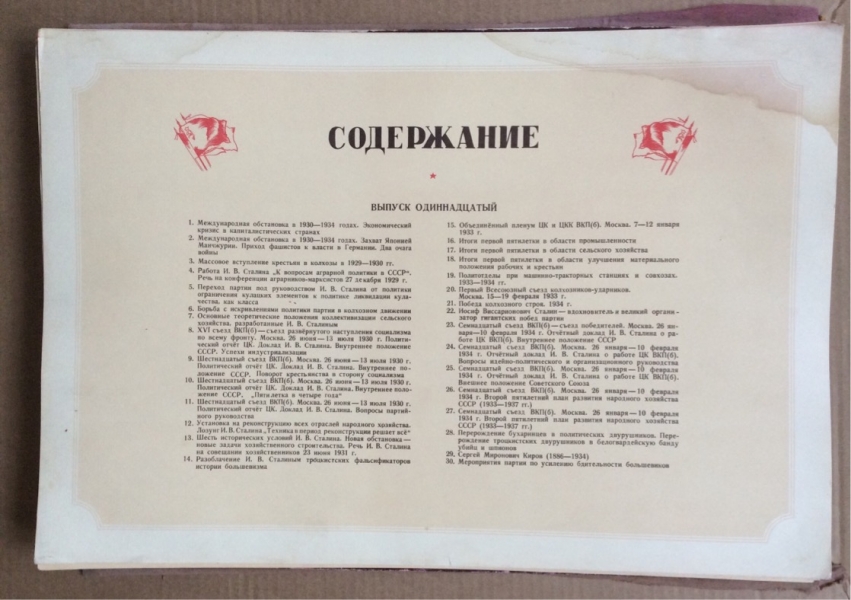 СОДЕРЖАНИЕ
ВЫПУСК ОДИННАДЦАТЫЙ
1. Международная обстановка в 1930—1934 годах. Экономический
кризис в капиталистических странах
2. Международная обстановка в 1930—1934 годах. Захват Японией
Манчжурии. Приход фашистов к власти в Германии. Два очага
войны
3. Массовое вступление крестьян в колхозы в 1929—1930 гг.
4. Работа И. В. Сталина „К вопросам аграрной политики в СССР“.
Речь на конференции аграрников-марксистов 27 декабря 1929 г.
5. Переход партии под руководством И. В. Сталина от политики
ограничения кулацких элементов к политике ликвидации кула-
чества, как класса
6. Борьба с искривлениями политики партии в колхозном движении
7. Основные теоретические положения коллективизации сельского
хозяйства, разработанные И. В. Сталиным
8. XVI съезд ВКП(б)—съезд развёрнутого наступления социализма
по всему фронту. Москва. 26 июня—13 июля 1930 г. Полити-
ческий отчёт ЦК. Доклад И. В. Сталина. Внутреннее положение
СССР. Успехи индустриализации
9. Шестнадцатый съезд ВКП(б). Москва. 26 июня—13 июля 1930 г.
Политический отчёт ЦК. Доклад И. В. Сталина. Внутреннее по-
ложение СССР. Поворот крестьянства в сторону социализма
10. Шестнадцатый съезд ВКП(б). Москва. 26 июня—13 июля 1930 г.
Политический отчёт ЦК. Доклад И. В. Сталина. Внутреннее поло-
жение СССР. „Пятилетка в четыре года“
11. Шестнадцатый съезд ВКП(б). Москва. 26 июня—13 июля 1930 г.
Политический отчёт ЦК. Доклад И. В. Сталина. Вопросы партий-
ного руководства
12. Установка на реконструкцию всех отраслей народного хозяйства.
Лозунг И. В. Сталина „Техника в период реконструкции решает всё“
13. Шесть исторических условий И. В. Сталина. Новая обстановка—
новые задачи хозяйственного строительства. Речь И. В. Сталина
на совещании хозяйственников 23 июня 1931 г.
14. Разоблачение И. В. Сталиным троцкистских фальсификаторов
истории большевизма
15. Объединённый пленум ЦК и ЦКК ВКП(б). Москва. 7—12 января
1933 г.
16. Итоги первой пятилетки в области промышленности
17. Итоги первой пятилетки в области сельского хозяйства
18. Итоги первой пятилетки в области улучшения материального
положения рабочих и крестьян
19. Политотделы при машинно-тракторных станциях и совхозах.
1933—1934 гг.
20. Первый Всесоюзный съезд колхозников-ударников.
Москва. 15—19 февраля 1933 г.
21. Победа колхозного строя. 1934 г.
22. Иосиф Виссарионович Сталин—вдохновитель и великий органи-
затор гигантских побед партии
23. Семнадцатый съезд ВКП(б)—съезд победителей. Москва. 26 ян-
варя—10 февраля 1934 г. Отчётный доклад И. В. Сталина о ра-
боте ЦК ВКП(б). Внутреннее положение СССР
24. Семнадцатый съезд ВКП(б). Москва. 26 января—10 февраля
1934 г. Отчётный доклад И. В. Сталина о работе ЦК ВКП(б).
Вопросы идейно-политического и организационного руководства
25. Семнадцатый съезд ВКП(б). Москва. 26 января—10 февраля
1934 г. Отчётный доклад И. В. Сталина о работе ЦК ВКП(б).
Внешнее положение Советского Союза
26. Семнадцатый съезд ВКП(б). Москва. 26 января—10 февраля
1934 г. Второй пятилетний план развития народного хозяйства
СССР (1933—1937 гг.)
27. Семнадцатый съезд ВКП(б). Москва. 26 января—10 февраля
1934 г. Второй пятилетний план развития народного хозяйства
СССР (1933—1937 гг.)
28. Перерождение бухаринцев в политических двурушников. Пере-
рождение троцкистских двурушников в белогвардейскую банду
убийц и шпионов
29. Сергей Миронович Киров (1886—1934)
30. Мероприятия партии по усилению бдительности большевиков